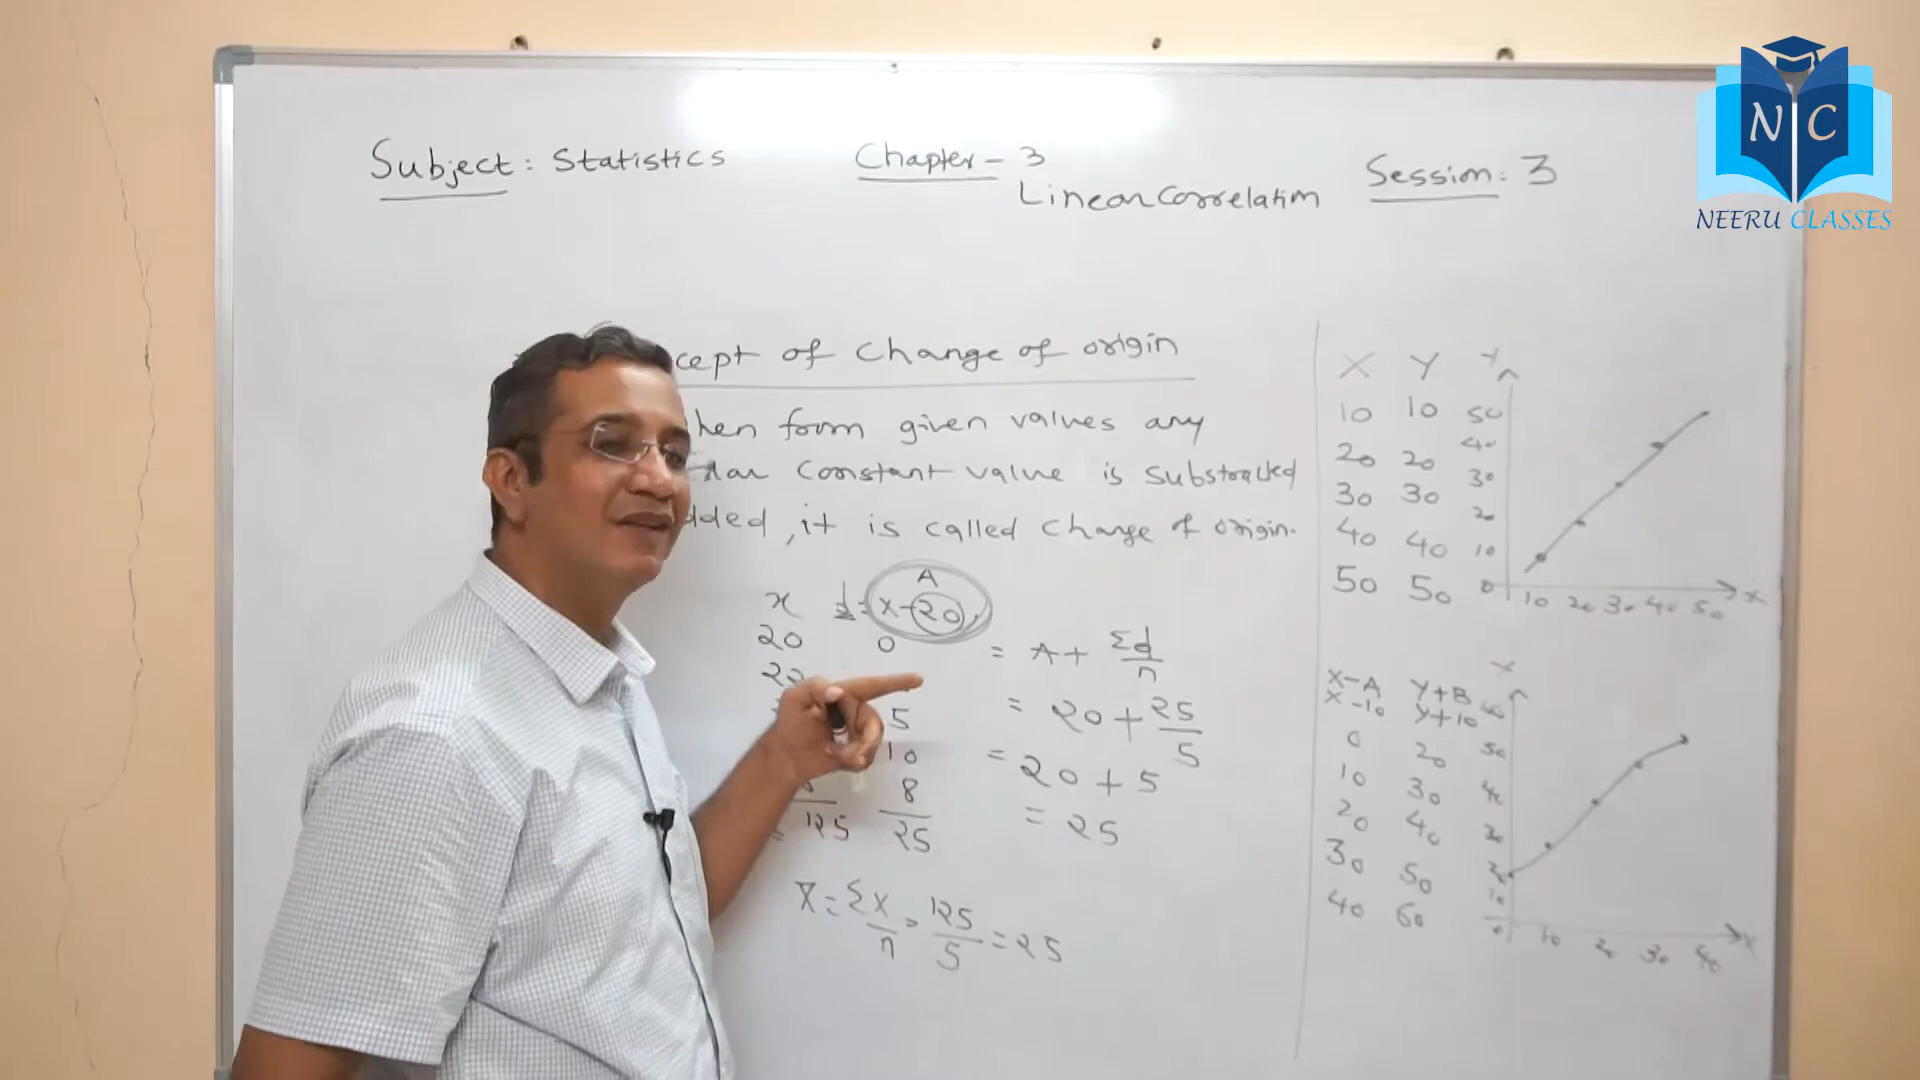 Subject: Statistics Chapter - 3 Session: 3
Linear Correlation
NC
NEERU CLASSES
cept of Change of origin
hen form given values any
lar constant value is substracted
dded, it is called change of origin.
A
x d = x - 20,
20 0
22
5
10
8
125 25
= A + Σd/n
= 20 + 25/5
= 20 + 5
= 25
x̄ = Σx/n = 125/5 = 25
X Y
10 10
20 20
30 30
40 40
50 50
Y
50
40
30
20
10
0
10 20 30 40 50 X
X-A Y+B
X-10 Y+10
0 20
10 30
20 40
30 50
40 60
Y
60
50
40
30
20
10
0
10 20 30 40 X